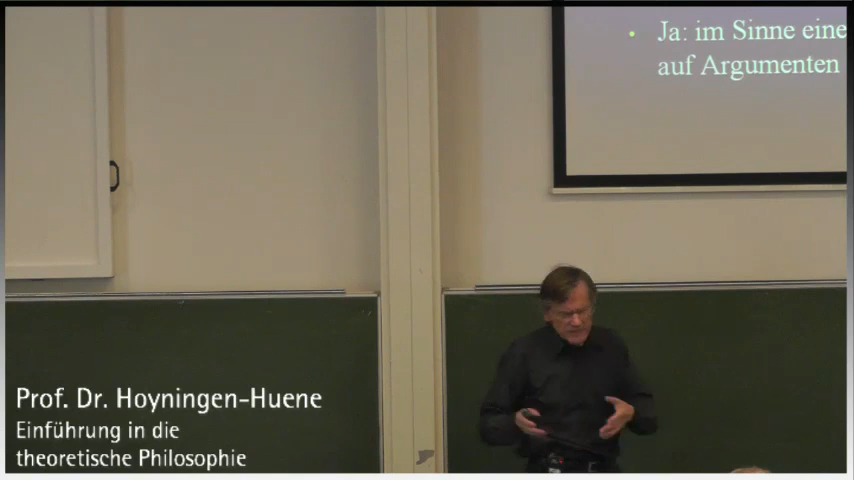 Ja: im Sinne eine
auf Argumenten
Prof. Dr. Hoyningen-Huene
Einführung in die
theoretische Philosophie